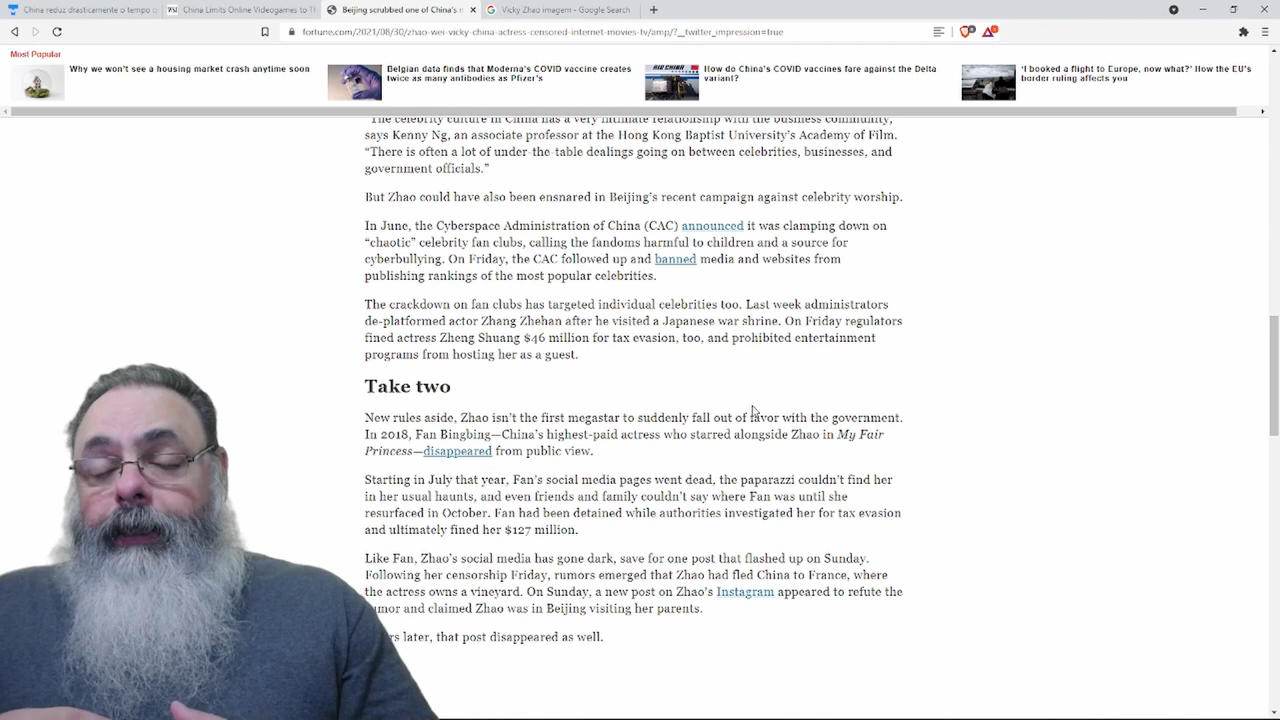 China reduz drasticamente o tempo q
China Limits Online Videogames to Th
Beijing scrubbed one of China's m
Vicky Zhao imagem - Google Search
fortune.com/2021/08/30/zhao-wei-vicky-china-actress-censored-internet-movies-tv/amp/?__twitter_impression=true
Most Popular
Why we won't see a housing market crash anytime soon
Belgian data finds that Moderna's COVID vaccine creates
twice as many antibodies as Pfizer's
AIR CHINA
How do China's COVID vaccines fare against the Delta
variant?
'I booked a flight to Europe, now what?' How the EU's
border ruling affects you
"The celebrity culture in China has a very intimate relationship with the business community,"
says Kenny Ng, an associate professor at the Hong Kong Baptist University's Academy of Film.
"There is often a lot of under-the-table dealings going on between celebrities, businesses, and
government officials."
But Zhao could have also been ensnared in Beijing's recent campaign against celebrity worship.
In June, the Cyberspace Administration of China (CAC) announced it was clamping down on
"chaotic" celebrity fan clubs, calling the fandoms harmful to children and a source for
cyberbullying. On Friday, the CAC followed up and banned media and websites from
publishing rankings of the most popular celebrities.
The crackdown on fan clubs has targeted individual celebrities too. Last week administrators
de-platformed actor Zhang Zhehan after he visited a Japanese war shrine. On Friday regulators
fined actress Zheng Shuang $46 million for tax evasion, too, and prohibited entertainment
programs from hosting her as a guest.
Take two
New rules aside, Zhao isn't the first megastar to suddenly fall out of favor with the government.
In 2018, Fan Bingbing—China's highest-paid actress who starred alongside Zhao in My Fair
Princess—disappeared from public view.
Starting in July that year, Fan's social media pages went dead, the paparazzi couldn't find her
in her usual haunts, and even friends and family couldn't say where Fan was until she
resurfaced in October. Fan had been detained while authorities investigated her for tax evasion
and ultimately fined her $127 million.
Like Fan, Zhao's social media has gone dark, save for one post that flashed up on Sunday.
Following her censorship Friday, rumors emerged that Zhao had fled China to France, where
the actress owns a vineyard. On Sunday, a new post on Zhao's Instagram appeared to refute the
umor and claimed Zhao was in Beijing visiting her parents.
rs later, that post disappeared as well.